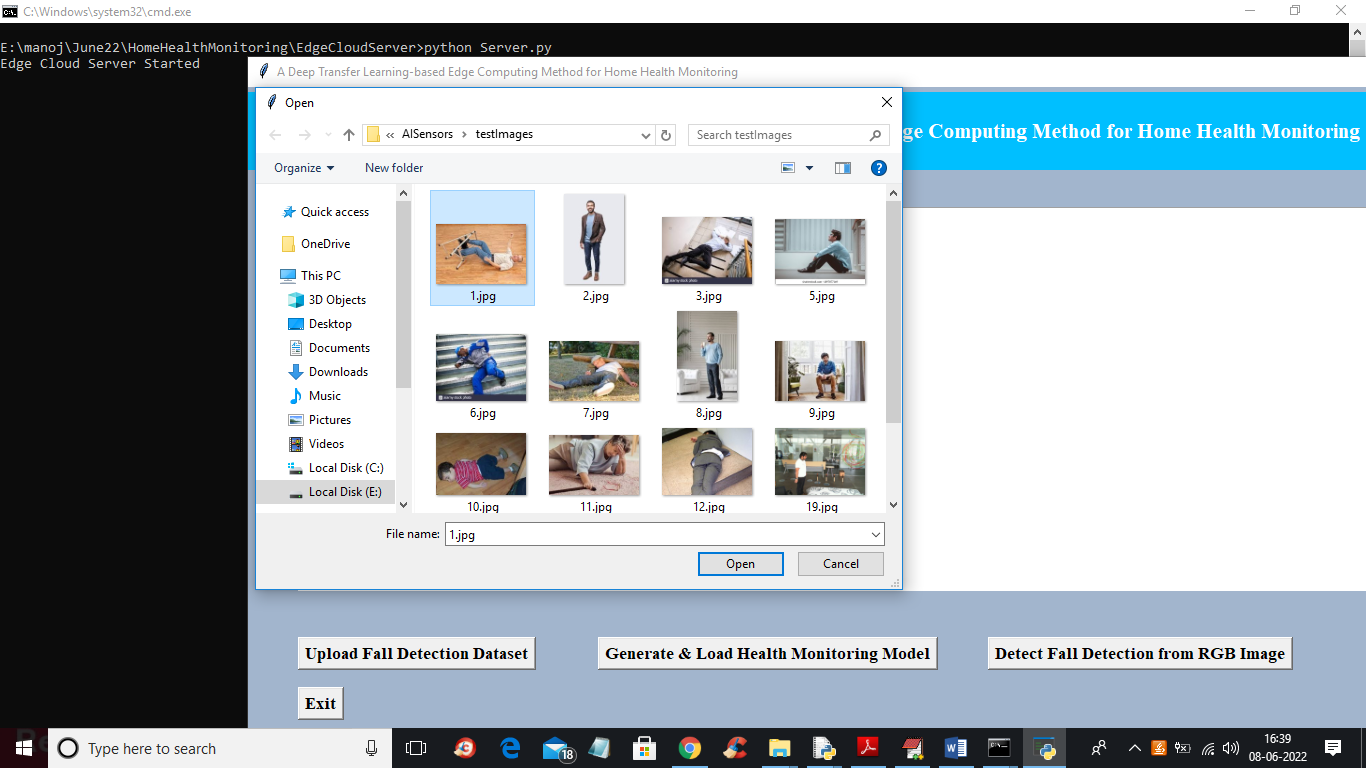 C:\Windows\system32\cmd.exe
E:\manoj\June22\HomeHealthMonitoring\EdgeCloudServer>python Server.py
Edge Cloud Server Started
A Deep Transfer Learning-based Edge Computing Method for Home Health Monitoring
Open
« AISensors > testImages
Search testImages
ge Computing Method for Home Health Monitoring
Organize
New folder
Quick access
OneDrive
This PC
3D Objects
Desktop
Documents
Downloads
Music
Pictures
Videos
Local Disk (C:)
Local Disk (E:)
1.jpg 2.jpg 3.jpg 5.jpg
6.jpg 7.jpg 8.jpg 9.jpg
10.jpg 11.jpg 12.jpg 19.jpg
File name: 1.jpg
Open Cancel
Upload Fall Detection Dataset
Generate & Load Health Monitoring Model
Detect Fall Detection from RGB Image
Exit
Type here to search
18
16:39
08-06-2022